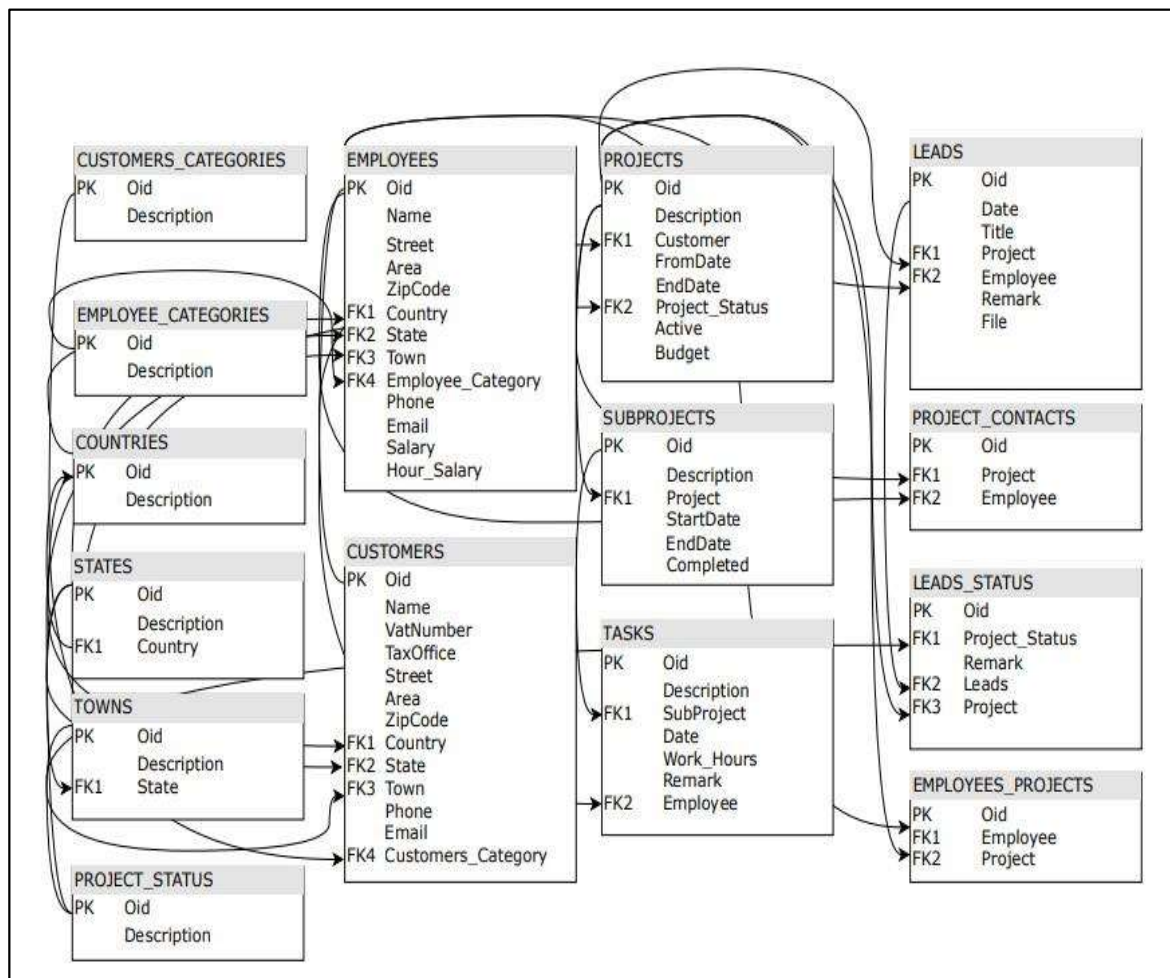 CUSTOMERS_CATEGORIES
PK Oid
Description
EMPLOYEE_CATEGORIES
PK Oid
Description
COUNTRIES
PK Oid
Description
STATES
PK Oid
Description
FK1 Country
TOWNS
PK Oid
Description
FK1 State
PROJECT_STATUS
PK Oid
Description
EMPLOYEES
PK Oid
Name
Street
Area
ZipCode
FK1 Country
FK2 State
FK3 Town
FK4 Employee_Category
Phone
Email
Salary
Hour_Salary
CUSTOMERS
PK Oid
Name
VatNumber
TaxOffice
Street
Area
ZipCode
FK1 Country
FK2 State
FK3 Town
Phone
Email
FK4 Customers_Category
PROJECTS
PK Oid
Description
FK1 Customer
FromDate
EndDate
FK2 Project_Status
Active
Budget
SUBPROJECTS
PK Oid
Description
FK1 Project
StartDate
EndDate
Completed
TASKS
PK Oid
Description
FK1 SubProject
Date
Work_Hours
Remark
FK2 Employee
LEADS
PK Oid
Date
Title
FK1 Project
FK2 Employee
Remark
File
PROJECT_CONTACTS
PK Oid
FK1 Project
FK2 Employee
LEADS_STATUS
PK Oid
FK1 Project_Status
Remark
FK2 Leads
FK3 Project
EMPLOYEES_PROJECTS
PK Oid
FK1 Employee
FK2 Project